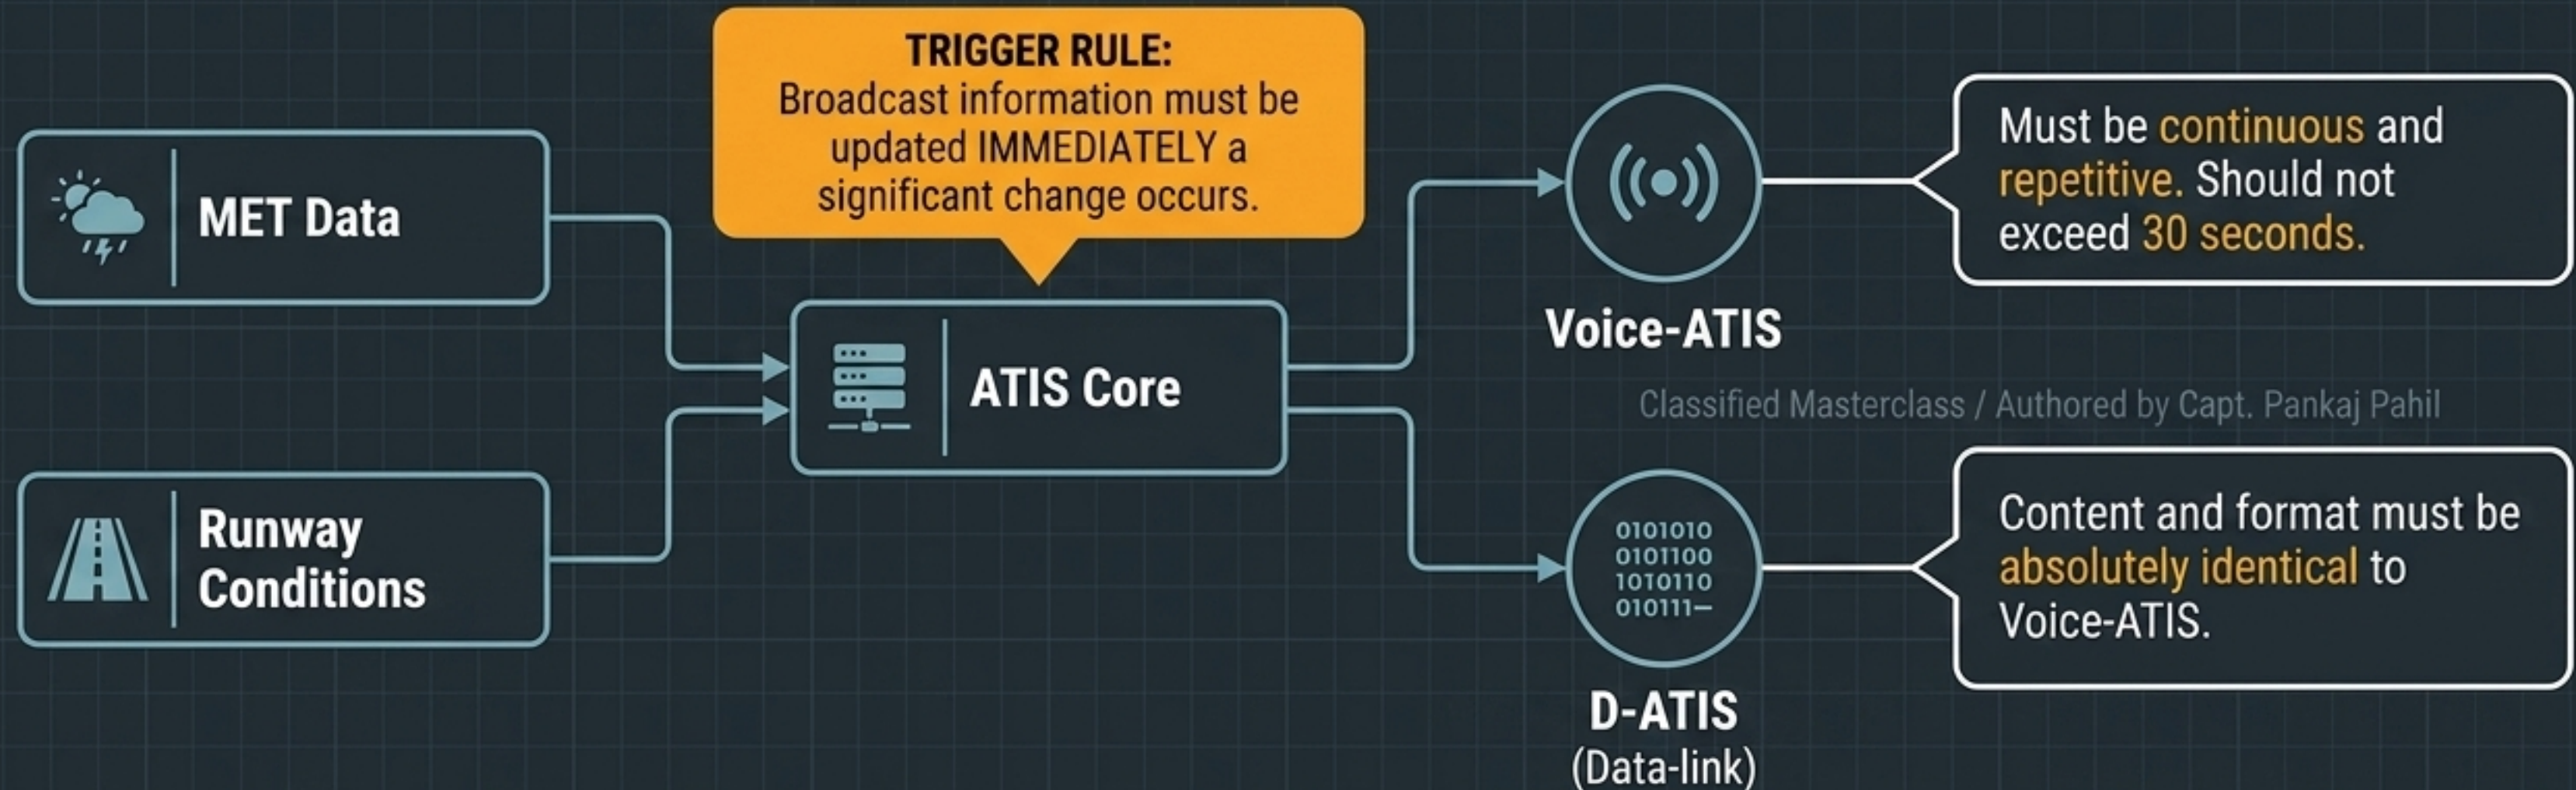 TRIGGER RULE:
Broadcast information must be
updated IMMEDIATELY a
significant change occurs.
MET Data
Runway
Conditions
ATIS Core
Voice-ATIS
Must be continuous and
repetitive. Should not
exceed 30 seconds.
Classified Masterclass / Authored by Capt. Pankaj Pahil
0101010
0101100
1010110
010111–
D-ATIS
(Data-link)
Content and format must be
absolutely identical to
Voice-ATIS.